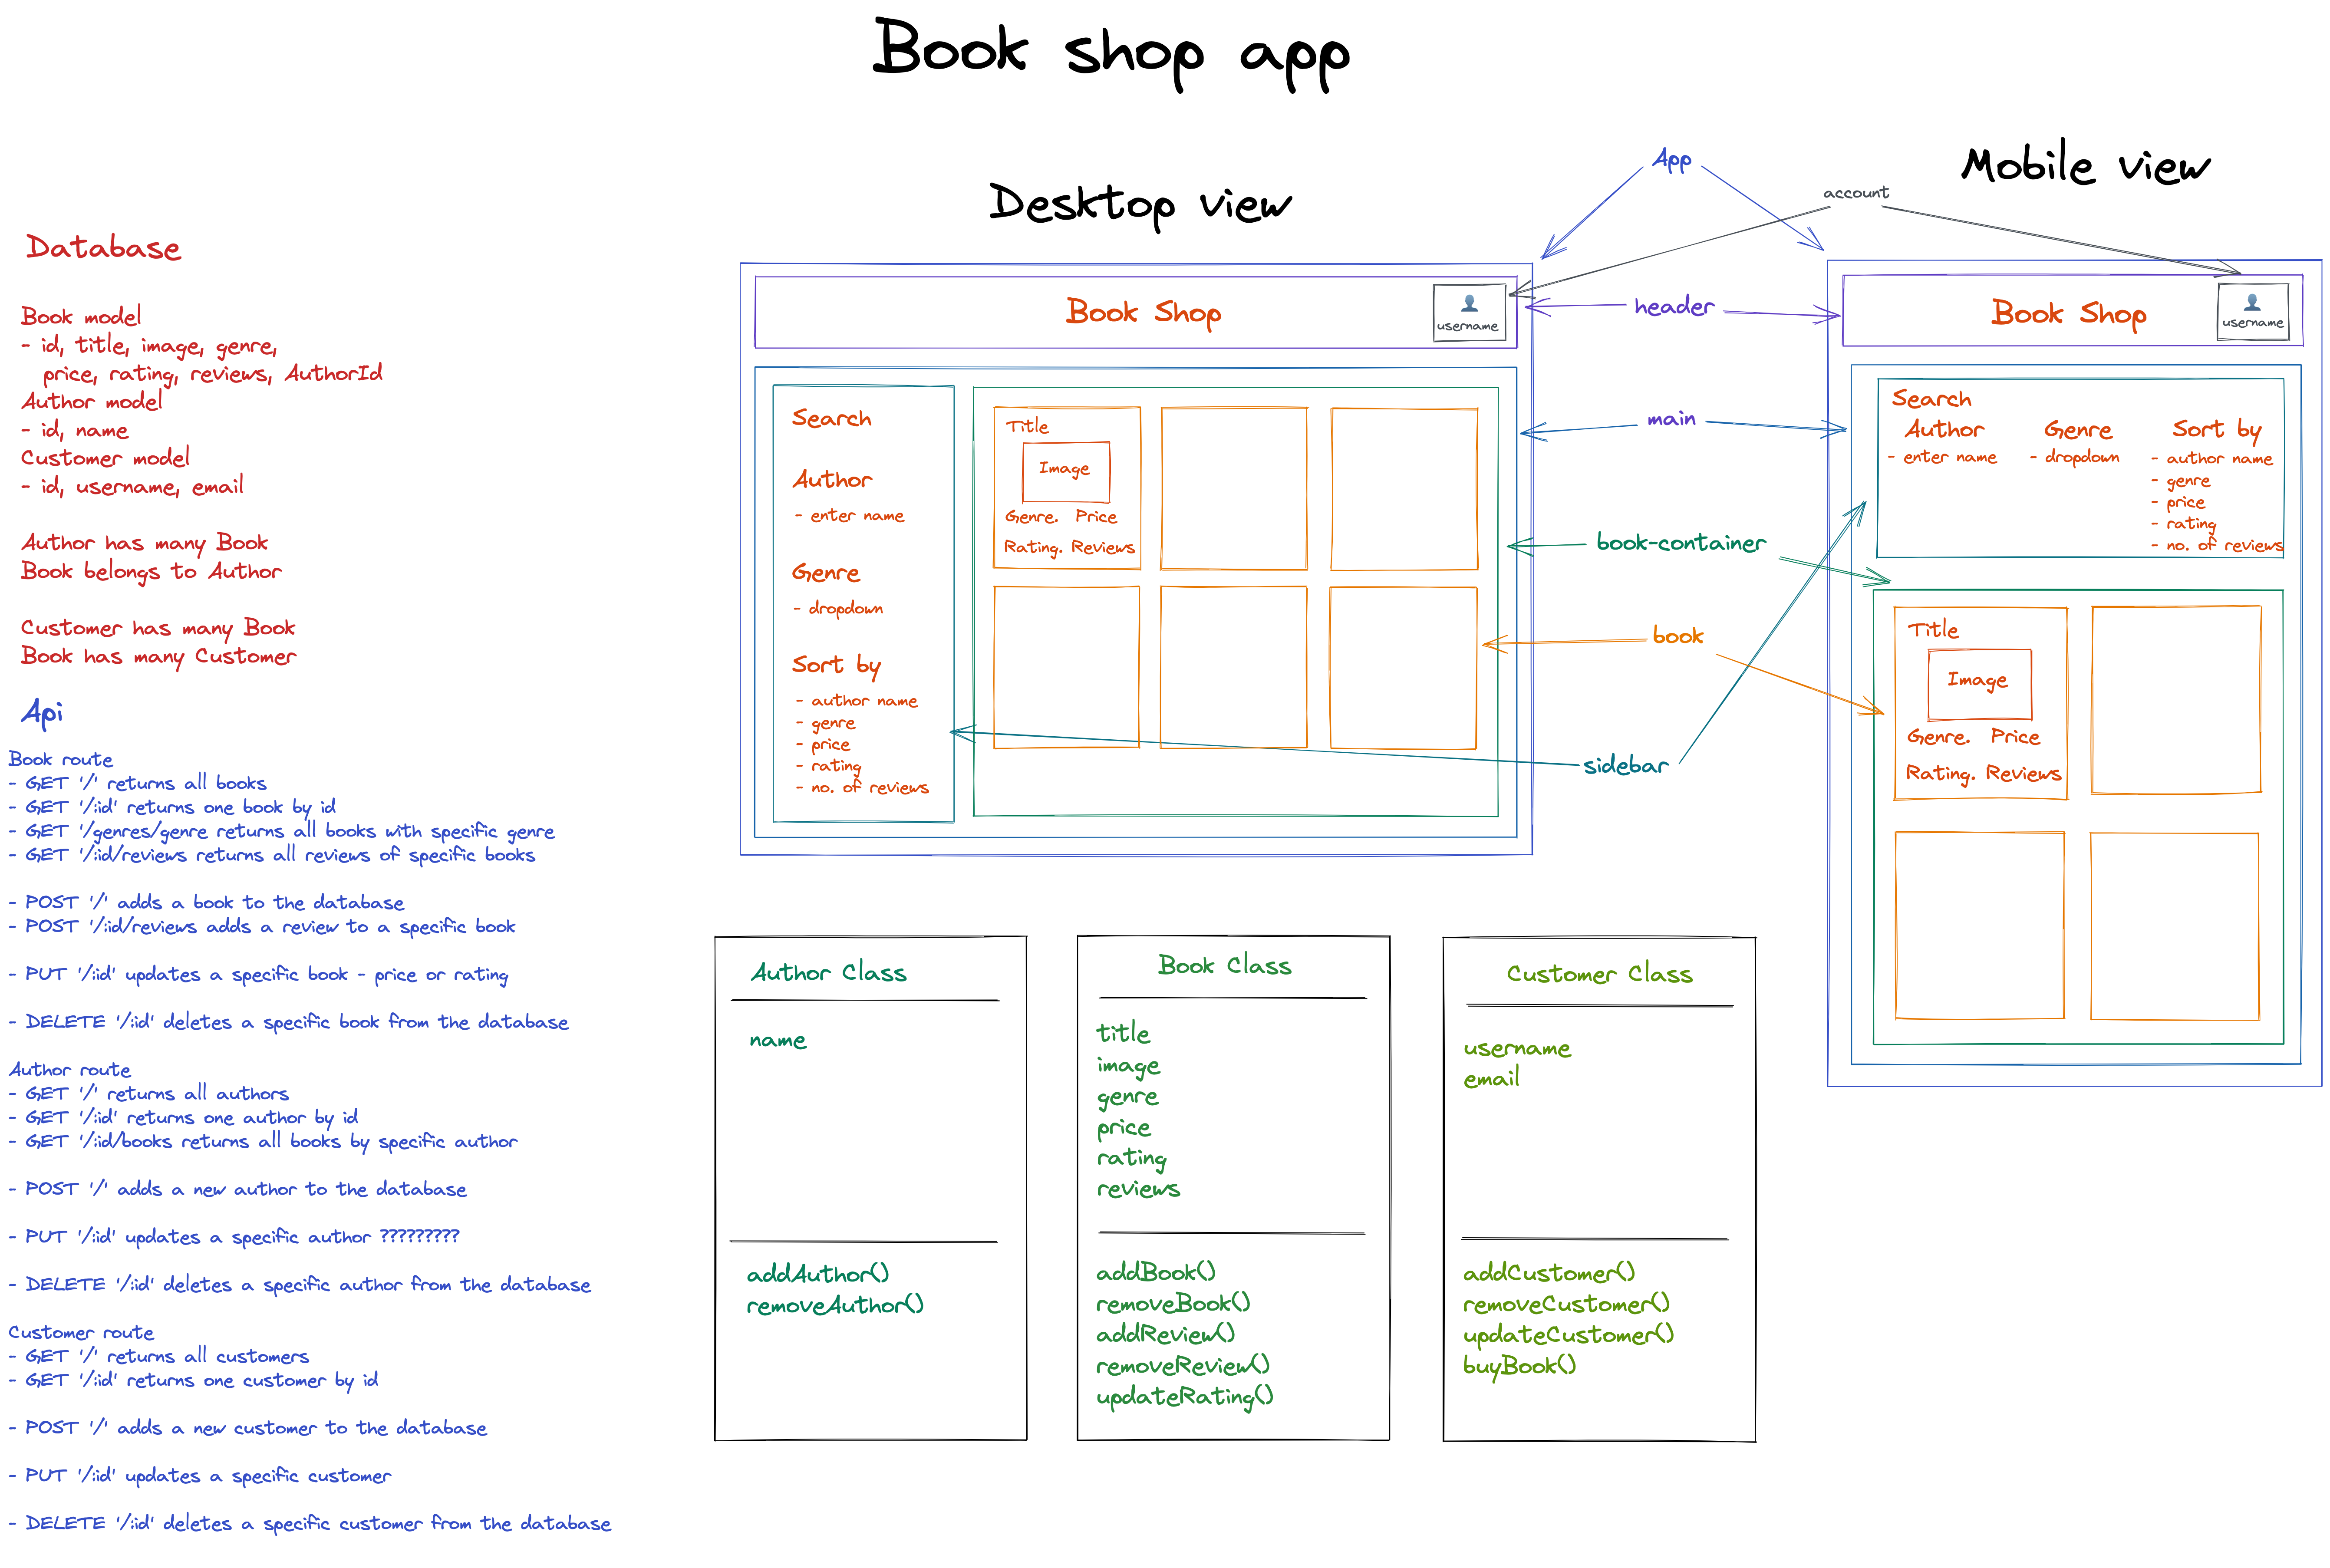 Book shop app
Database
Book model
- id, title, image, genre,
price, rating, reviews, AuthorId
Author model
- id, name
Customer model
- id, username, email
Author has many Book
Book belongs to Author
Customer has many Book
Book has many Customer
Api
Book route
- GET '/' returns all books
- GET '/:id' returns one book by id
- GET '/genres/genre returns all books with specific genre
- GET '/:id/reviews returns all reviews of specific books
- POST '/' adds a book to the database
- POST '/:id/reviews adds a review to a specific book
- PUT '/:id' updates a specific book - price or rating
- DELETE '/:id' deletes a specific book from the database
Author route
- GET '/' returns all authors
- GET '/:id' returns one author by id
- GET '/:id/books returns all books by specific author
- POST '/' adds a new author to the database
- PUT '/:id' updates a specific author ?????????
- DELETE '/:id' deletes a specific author from the database
Customer route
- GET '/' returns all customers
- GET '/:id' returns one customer by id
- POST '/' adds a new customer to the database
- PUT '/:id' updates a specific customer
- DELETE '/:id' deletes a specific customer from the database
Desktop view
Book Shop
username
Search
Author
- enter name
Genre
- dropdown
Sort by
- author name
- genre
- price
- rating
- no. of reviews
Title
Image
Genre. Price
Rating. Reviews
App
account
header
main
book-container
book
sidebar
Mobile view
Book Shop
username
Search
Author
- enter name
Genre
- dropdown
Sort by
- author name
- genre
- price
- rating
- no. of reviews
Title
Image
Genre. Price
Rating. Reviews
Author Class
name
addAuthor()
removeAuthor()
Book Class
title
image
genre
price
rating
reviews
addBook()
removeBook()
addReview()
removeReview()
updateRating()
Customer Class
username
email
addCustomer()
removeCustomer()
updateCustomer()
buyBook()